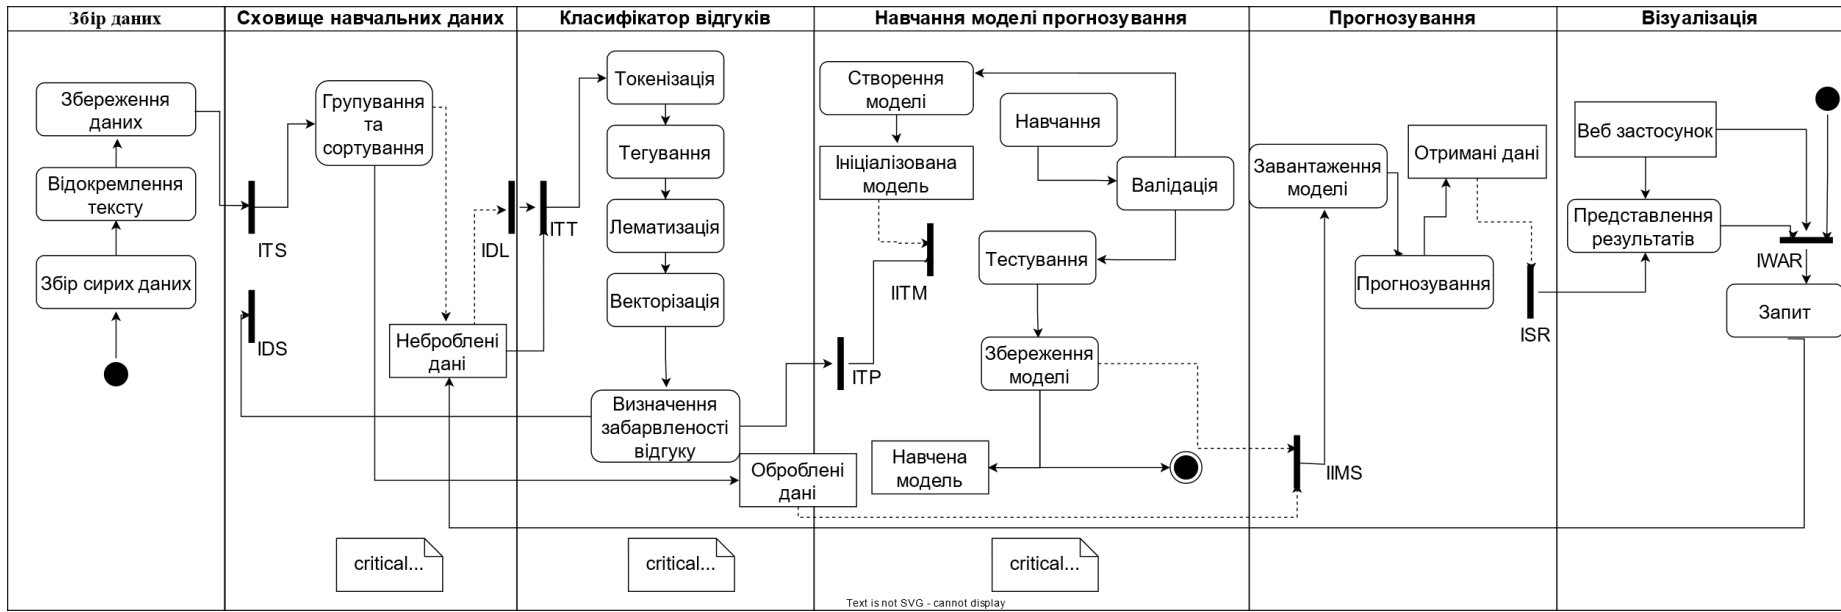 Збір даних
Сховище навчальних даних
Класифікатор відгуків
Навчання моделі прогнозування
Прогнозування
Візуалізація
Збереження
даних
Відокремлення
тексту
Збір сирих даних
ITS
IDS
Групування
та
сортування
Неброблені
дані
IDL
ITT
Токенізація
Тегування
Лематизація
Векторізація
Визначення
забарвленості
відгуку
Оброблені
дані
ITP
Створення
моделі
Ініціалізована
модель
IITM
Навчання
Валідація
Тестування
Збереження
моделі
Навчена
модель
IIMS
Завантаження
моделі
Прогнозування
Отримані дані
ISR
Веб застосунок
Представлення
результатів
IWAR
Запит
critical...
critical...
critical...
Text is not SVG - cannot display